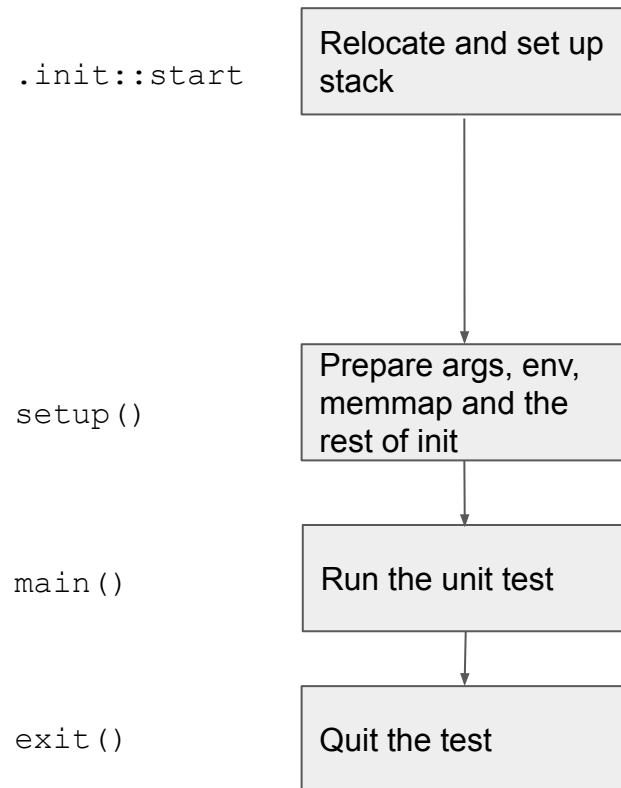 .init::start
Relocate and set up
stack
setup()
Prepare args, env,
memmap and the
rest of init
main()
Run the unit test
exit()
Quit the test